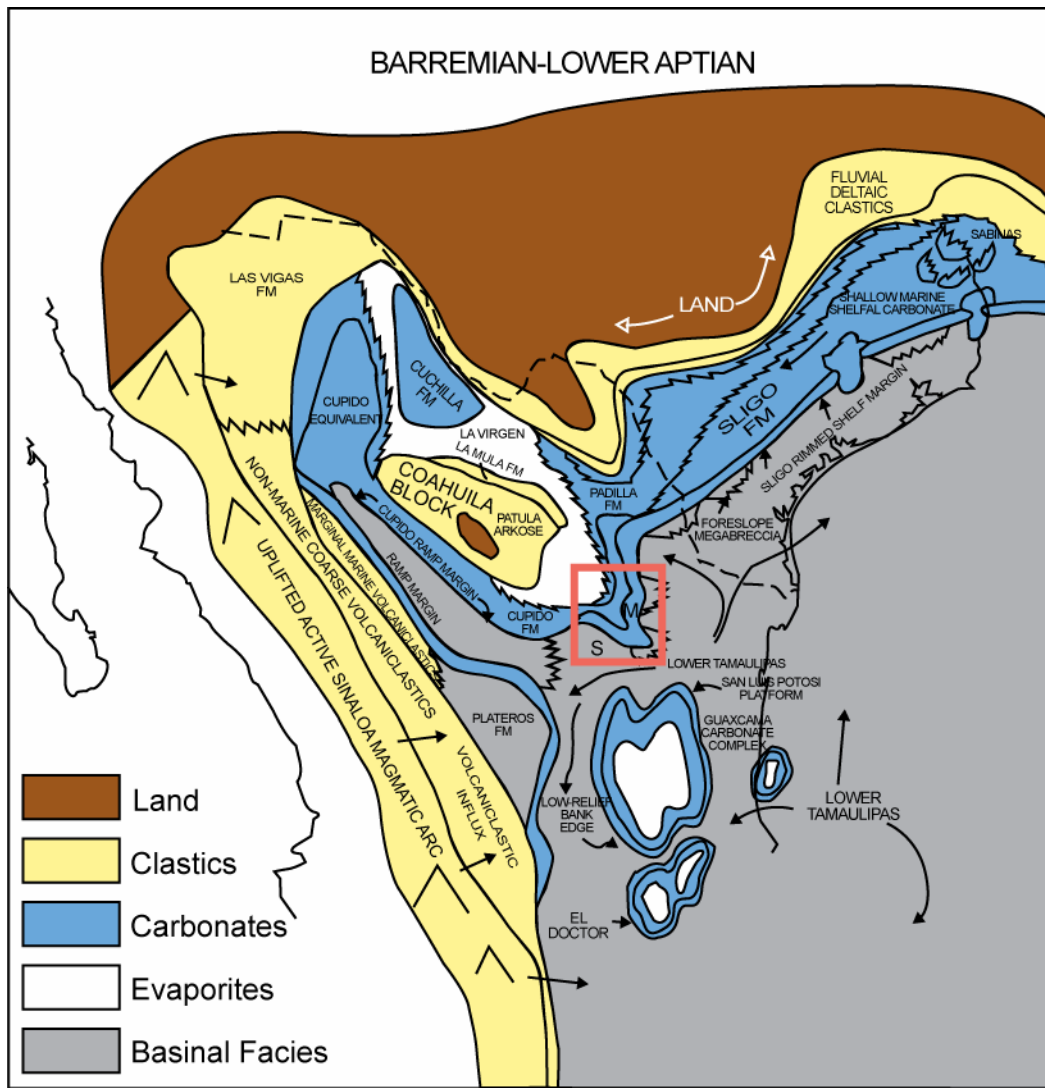 BARREMIAN-LOWER APTIAN
FLUVIAL
DELTAIC
CLASTICS
SABINAS
LAS VIGAS
FM
LAND
SHALLOW MARINE
SHELFAL CARBONATE
CUCHILLA
FM
CUPIDO
EQUIVALENT
SLIGO
FM
LA VIRGEN
LA MULA FM
SLIGO RIMMED SHELF MARGIN
COAHUILA
BLOCK
PATULA
ARKOSE
PADILLA
FM
FORESLOPE
MEGABRECCIA
NON-MARINE COARSE VOLCANICLASTICS
MARGINAL MARINE VOLCANICLASTICS
CUPIDO RAMP MARGIN
RAMP MARGIN
CUPIDO
FM
M
S
UPLIFTED ACTIVE SINALOA MAGMATIC ARC
LOWER TAMAULIPAS
SAN LUIS POTOSI
PLATFORM
PLATEROS
FM
GUAXCAMA
CARBONATE
COMPLEX
VOLCANICLASTIC
INFLUX
LOW-RELIEF
BANK
EDGE
LOWER
TAMAULIPAS
EL
DOCTOR
Land
Clastics
Carbonates
Evaporites
Basinal Facies